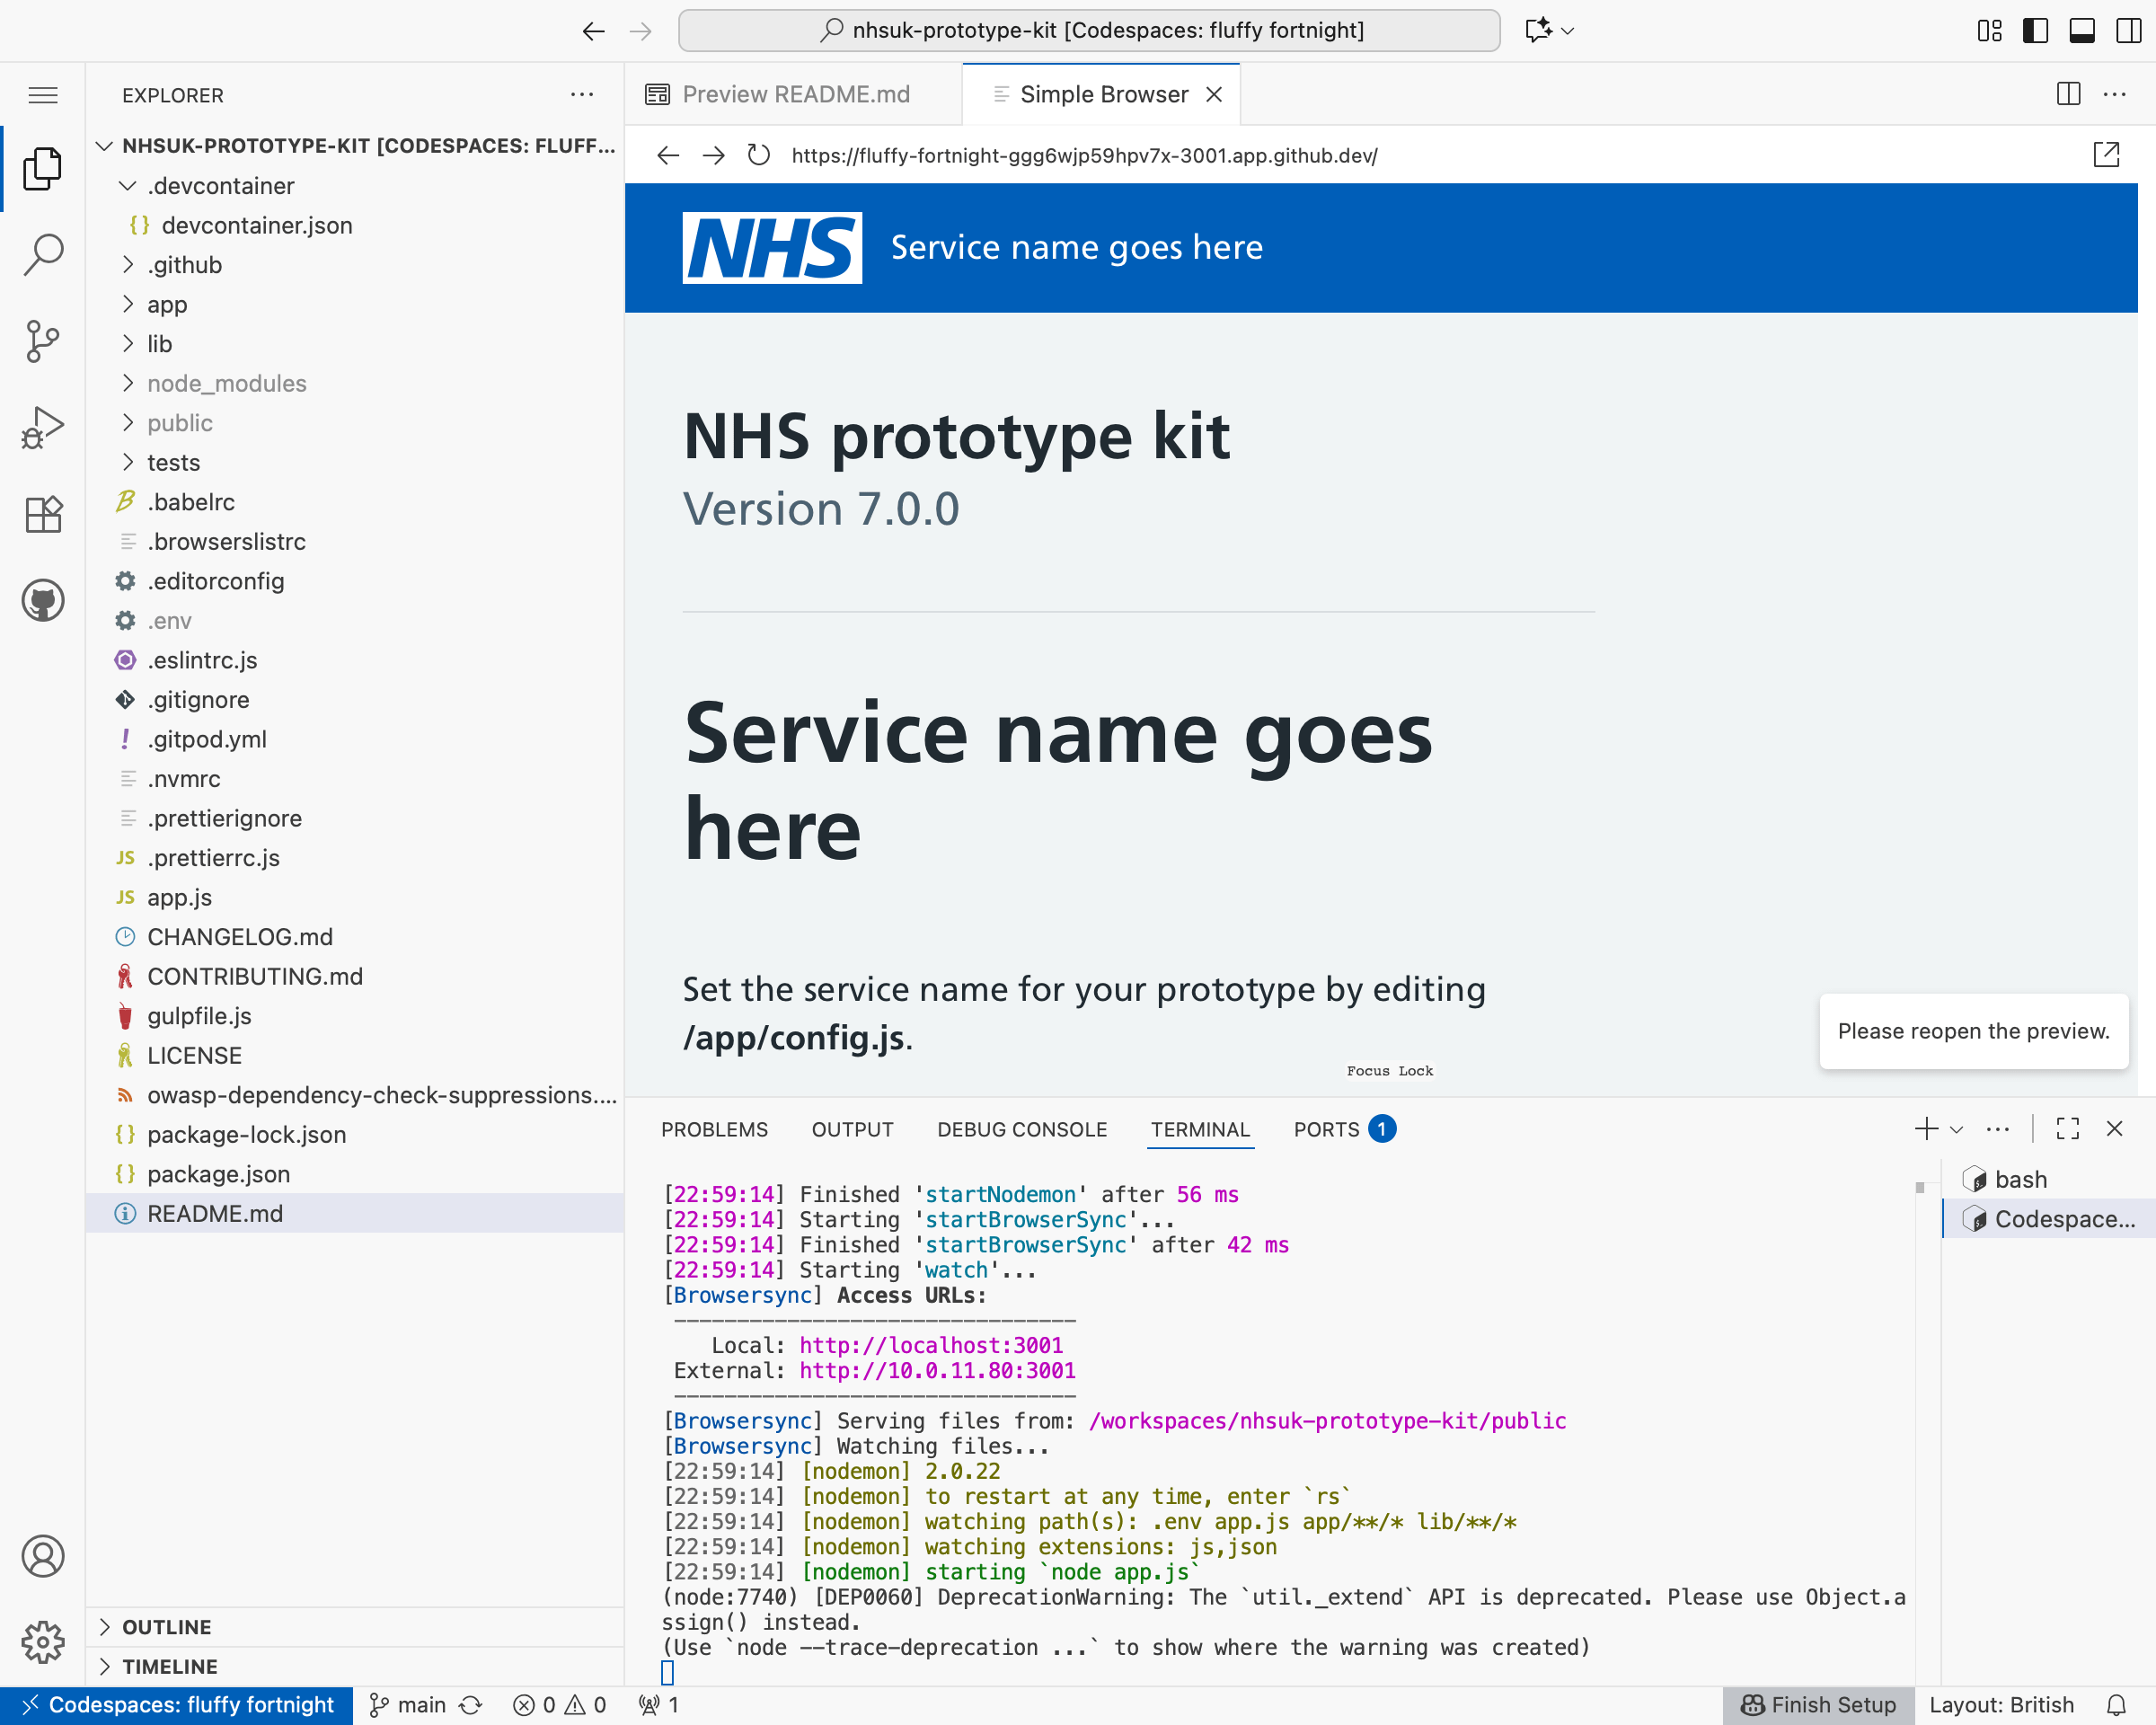 nhsuk-prototype-kit [Codespaces: fluffy fortnight]
EXPLORER
NHSUK-PROTOTYPE-KIT [CODESPACES: FLUFF...
.devcontainer
{} devcontainer.json
.github
app
lib
node_modules
public
tests
.babelrc
.browserslistrc
.editorconfig
.env
.eslintrc.js
.gitignore
! .gitpod.yml
.nvmrc
.prettierignore
JS .prettierrc.js
JS app.js
CHANGELOG.md
CONTRIBUTING.md
gulpfile.js
LICENSE
owasp-dependency-check-suppressions....
{} package-lock.json
{} package.json
README.md
OUTLINE
TIMELINE
Preview README.md
Simple Browser
https://fluffy-fortnight-ggg6wjp59hpv7x-3001.app.github.dev/
NHS Service name goes here
NHS prototype kit
Version 7.0.0
Service name goes
here
Set the service name for your prototype by editing
/app/config.js.
Focus Lock
Please reopen the preview.
PROBLEMS OUTPUT DEBUG CONSOLE TERMINAL PORTS 1
[22:59:14] Finished 'startNodemon' after 56 ms
[22:59:14] Starting 'startBrowserSync'...
[22:59:14] Finished 'startBrowserSync' after 42 ms
[22:59:14] Starting 'watch'...
[Browsersync] Access URLs:
--------------------------------
Local: http://localhost:3001
External: http://10.0.11.80:3001
--------------------------------
[Browsersync] Serving files from: /workspaces/nhsuk-prototype-kit/public
[Browsersync] Watching files...
[22:59:14] [nodemon] 2.0.22
[22:59:14] [nodemon] to restart at any time, enter `rs`
[22:59:14] [nodemon] watching path(s): .env app.js app/**/* lib/**/*
[22:59:14] [nodemon] watching extensions: js,json
[22:59:14] [nodemon] starting `node app.js`
(node:7740) [DEP0060] DeprecationWarning: The `util._extend` API is deprecated. Please use Object.a
ssign() instead.
(Use `node --trace-deprecation ...` to show where the warning was created)
bash
Codespace...
Codespaces: fluffy fortnight main 0 0 1 Finish Setup Layout: British